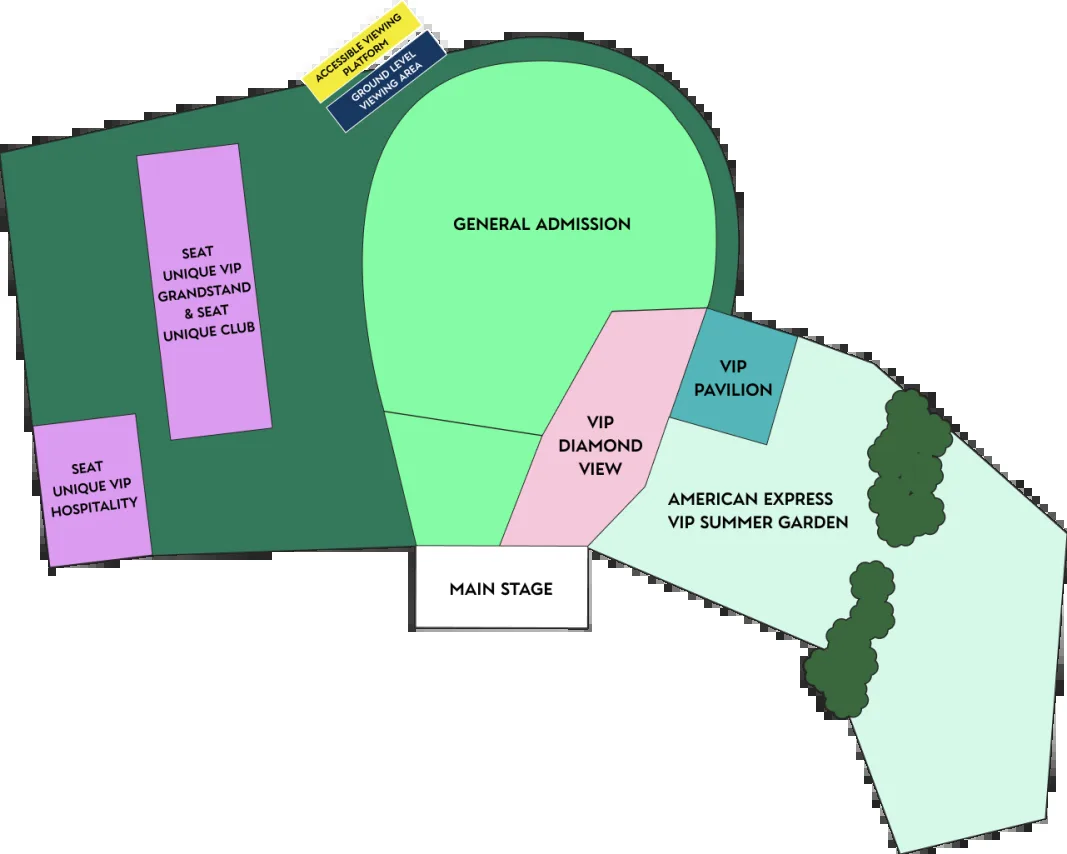 ACCESSIBLE VIEWING
PLATFORM
GROUND LEVEL
VIEWING AREA
GENERAL ADMISSION
SEAT
UNIQUE VIP
GRANDSTAND
& SEAT
UNIQUE CLUB
VIP
PAVILION
VIP
DIAMOND
VIEW
SEAT
UNIQUE VIP
HOSPITALITY
AMERICAN EXPRESS
VIP SUMMER GARDEN
MAIN STAGE